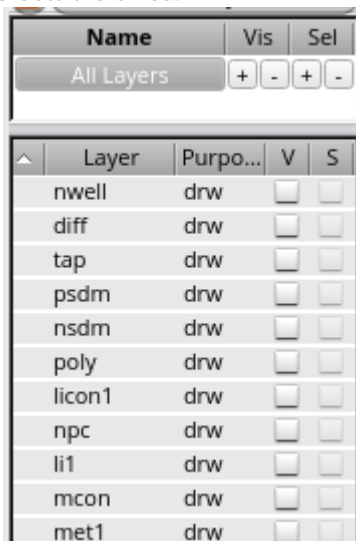 Name Vis Sel
All Layers + - + -
Layer Purpo... V S
nwell drw
diff drw
tap drw
psdm drw
nsdm drw
poly drw
licon1 drw
npc drw
li1 drw
mcon drw
met1 drw